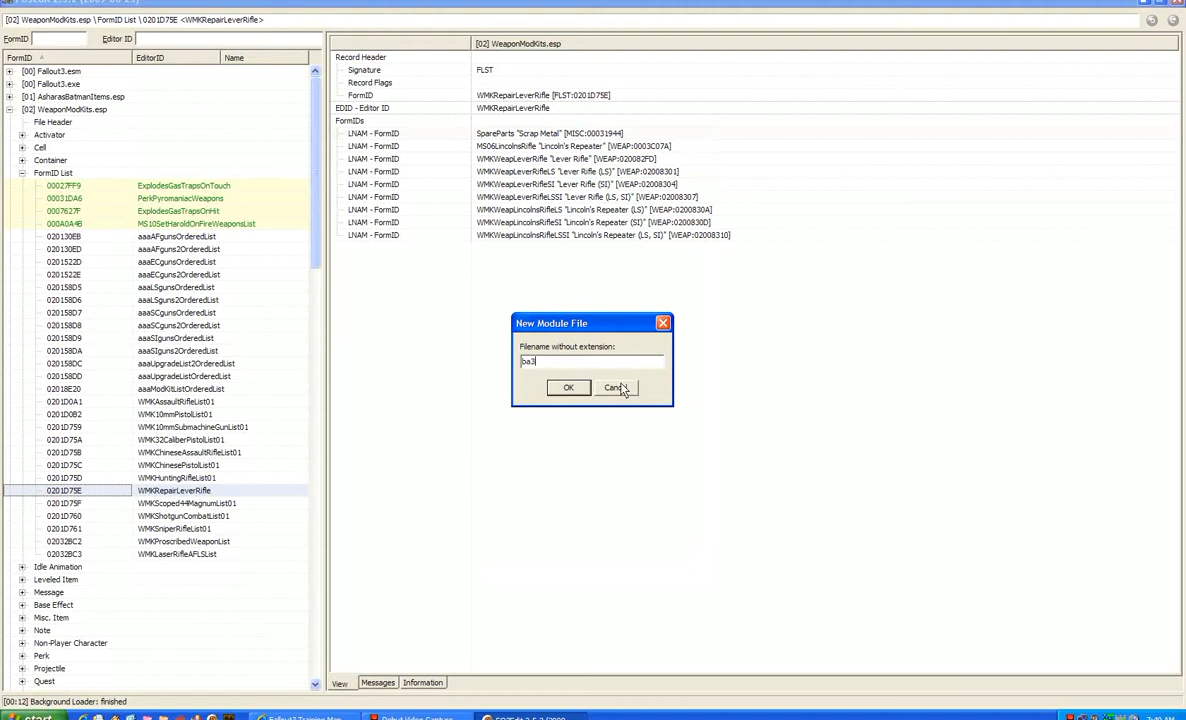 [02] WeaponModKits.esp \ FormID List \ 0201D75E <WMKRepairLeverRifle>
FormID
Editor ID
FormID EditorID Name
[00] Fallout3.esm
[00] Fallout3.exe
[01] AsharasBatmanItems.esp
[02] WeaponModKits.esp
File Header
Activator
Cell
Container
FormID List
00027FF9 ExplodesGasTrapsOnTouch
00031DA6 PerkPyromaniacWeapons
0007627F ExplodesGasTrapsOnHit
000A0A4B MS10SetHaroldOnFireWeaponsList
020130EB aaaAFgunsOrderedList
020130ED aaaAFguns2OrderedList
0201522D aaaECgunsOrderedList
0201522E aaaECguns2OrderedList
020158D5 aaaLSgunsOrderedList
020158D6 aaaLSguns2OrderedList
020158D7 aaaSCgunsOrderedList
020158D8 aaaSCguns2OrderedList
020158D9 aaaSIgunsOrderedList
020158DA aaaSIguns2OrderedList
020158DC aaaUpgradeList2OrderedList
020158DD aaaUpgradeListOrderedList
02018E20 aaaModKitListOrderedList
0201D0A1 WMKAssaultRifleList01
0201D0B2 WMK10mmPistolList01
0201D759 WMK10mmSubmachineGunList01
0201D75A WMK32CaliberPistolList01
0201D75B WMKChineseAssaultRifleList01
0201D75C WMKChinesePistolList01
0201D75D WMKHuntingRifleList01
0201D75E WMKRepairLeverRifle
0201D75F WMKScoped44MagnumList01
0201D760 WMKShotgunCombatList01
0201D761 WMKSniperRifleList01
02032BC2 WMKProscribedWeaponList
02032BC3 WMKLaserRifleAFLSList
Idle Animation
Leveled Item
Message
Base Effect
Misc. Item
Note
Non-Player Character
Perk
Projectile
Quest
[02] WeaponModKits.esp
Record Header
Signature FLST
Record Flags
FormID WMKRepairLeverRifle [FLST:0201D75E]
EDID - Editor ID WMKRepairLeverRifle
FormIDs
LNAM - FormID SpareParts "Scrap Metal" [MISC:00031944]
LNAM - FormID MS06LincolnsRifle "Lincoln's Repeater" [WEAP:0003C07A]
LNAM - FormID WMKWeapLeverRifle "Lever Rifle" [WEAP:020082FD]
LNAM - FormID WMKWeapLeverRifleLS "Lever Rifle (LS)" [WEAP:02008301]
LNAM - FormID WMKWeapLeverRifleSI "Lever Rifle (SI)" [WEAP:02008304]
LNAM - FormID WMKWeapLeverRifleLSSI "Lever Rifle (LS, SI)" [WEAP:02008307]
LNAM - FormID WMKWeapLincolnsRifleLS "Lincoln's Repeater (LS)" [WEAP:0200830A]
LNAM - FormID WMKWeapLincolnsRifleSI "Lincoln's Repeater (SI)" [WEAP:0200830D]
LNAM - FormID WMKWeapLincolnsRifleLSSI "Lincoln's Repeater (LS, SI)" [WEAP:02008310]
New Module File
Filename without extension:
ba3
OK
View Messages Information
[00:12] Background Loader: finished
start